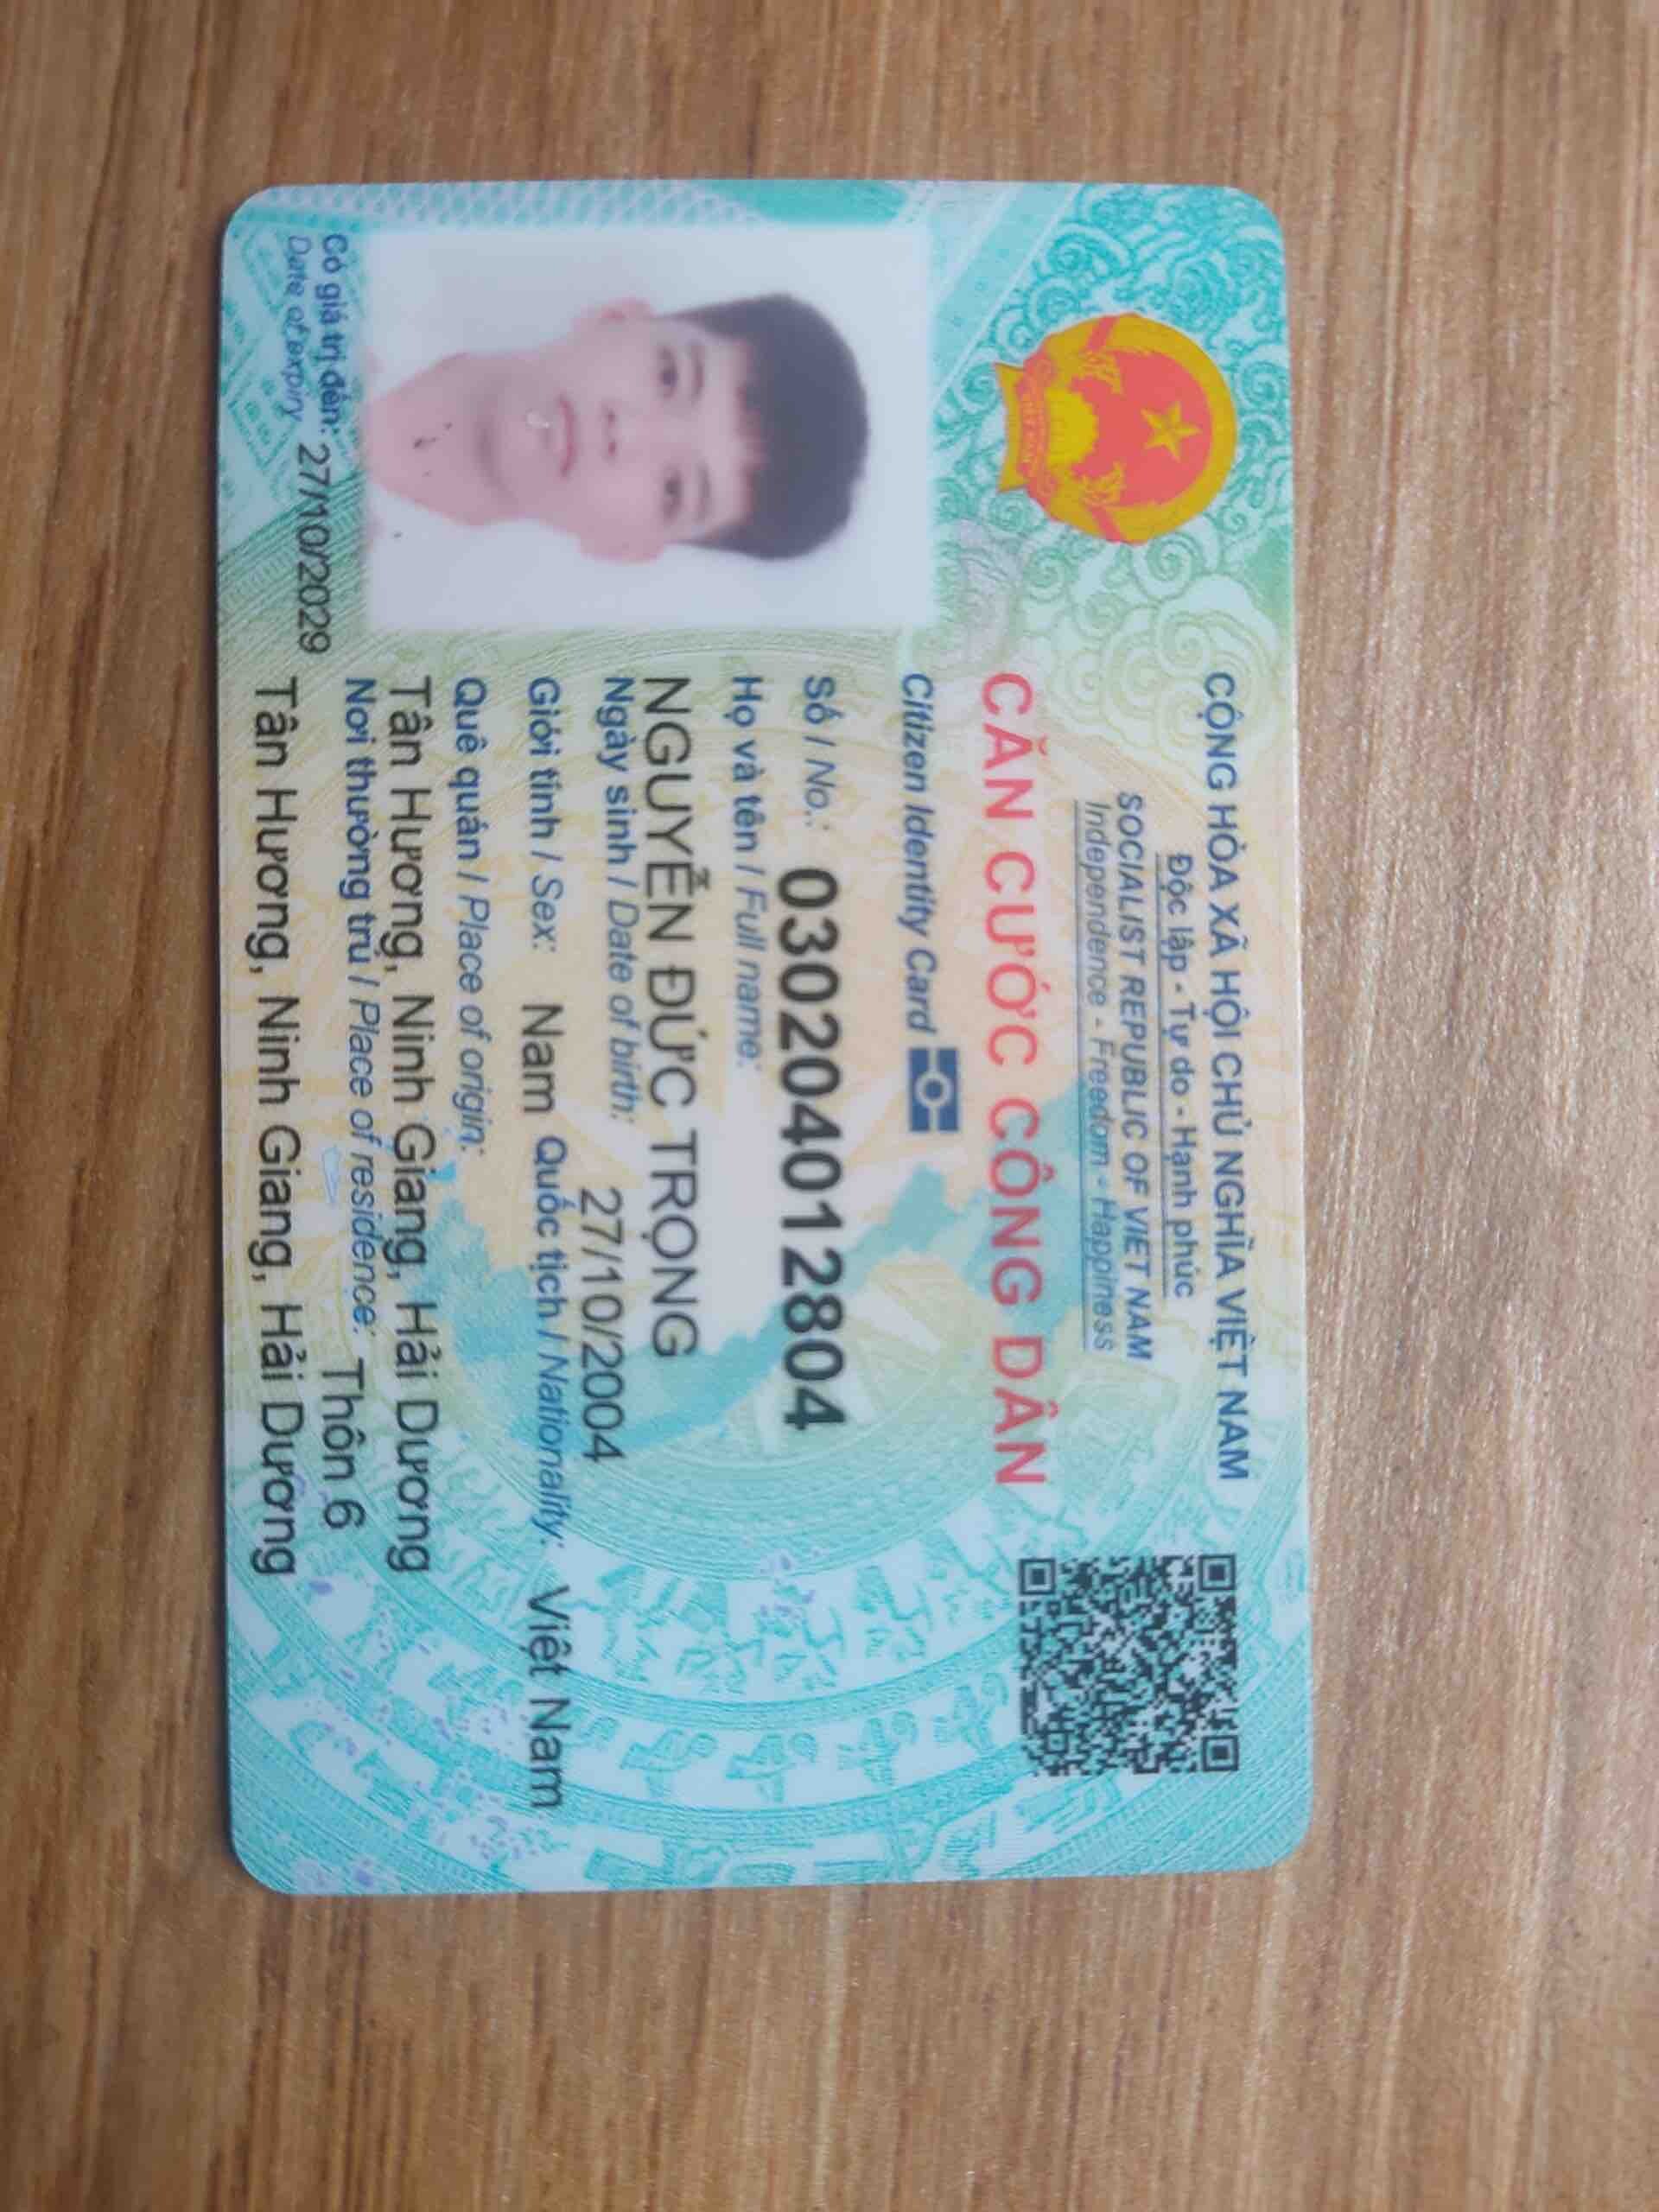 CỘNG HÒA XÃ HỘI CHỦ NGHĨA VIỆT NAM
Độc lập - Tự do - Hạnh phúc
SOCIALIST REPUBLIC OF VIET NAM
Independence - Freedom - Happiness
CĂN CƯỚC CÔNG DÂN
Citizen Identity Card
Số / No.: 030204012804
Họ và tên / Full name:
NGUYỄN ĐỨC TRỌNG
Ngày sinh / Date of birth: 27/10/2004
Giới tính / Sex: Nam Quốc tịch / Nationality: Việt Nam
Quê quán / Place of origin:
Tân Hương, Ninh Giang, Hải Dương
Nơi thường trú / Place of residence: Thôn 6
Tân Hương, Ninh Giang, Hải Dương
Có giá trị đến: 27/10/2029
Date of expiry